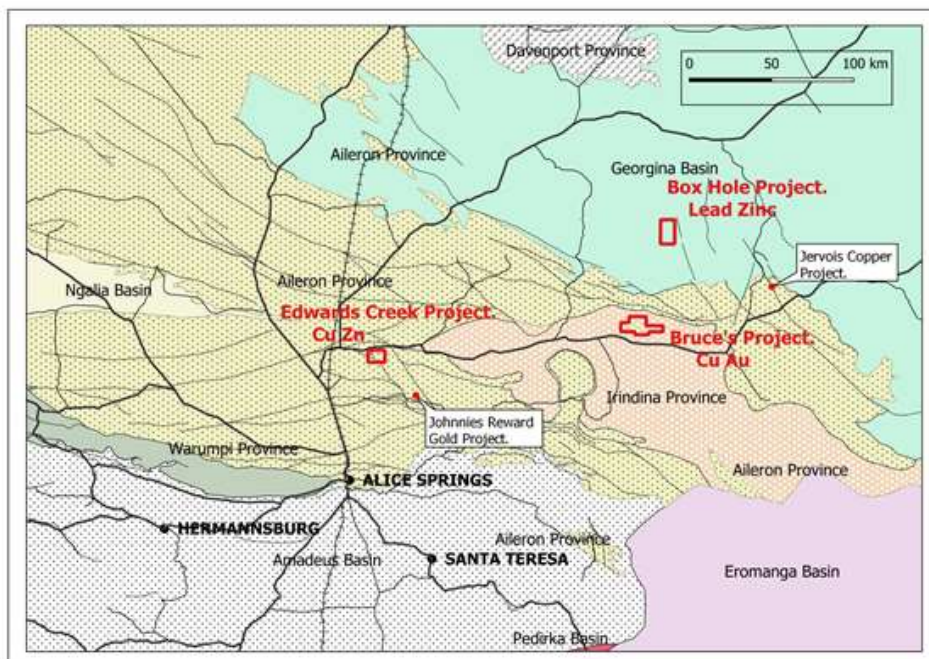 Davenport Province
0 50 100 km
Aileron Province
Georgina Basin
Box Hole Project.
Lead Zinc
Jervois Copper
Project.
Aileron Province
Ngalia Basin
Edwards Creek Project.
Cu Zn
Bruce's Project.
Cu Au
Irindina Province
Johnnies Reward
Gold Project.
Warumpi Province
Aileron Province
ALICE SPRINGS
HERMANNSBURG
Aileron Province
Amadeus Basin
SANTA TERESA
Eromanga Basin
Pedirka Basin